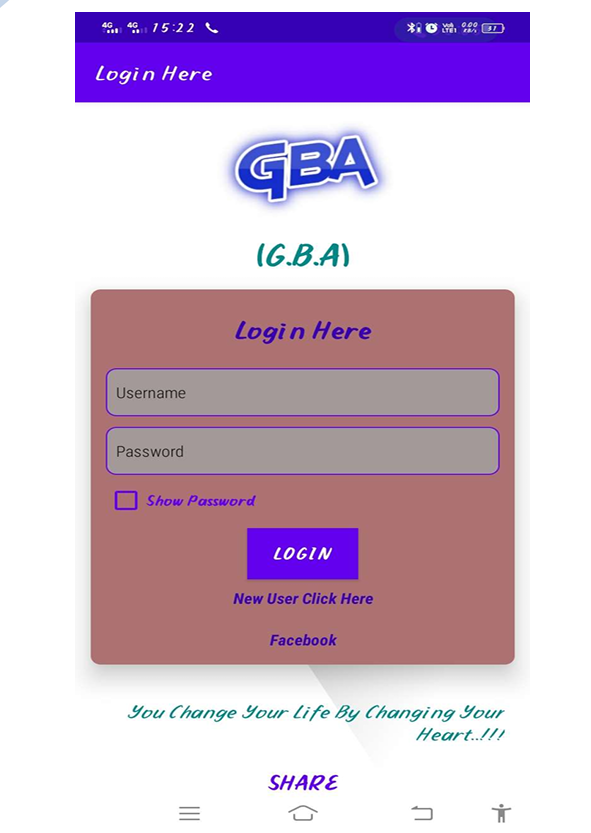 4G 4G 15:22
Login Here
GBA
(G.B.A)
Login Here
Username
Password
Show Password
LOGIN
New User Click Here
Facebook
You Change Your Life By Changing Your
Heart..!!!
SHARE